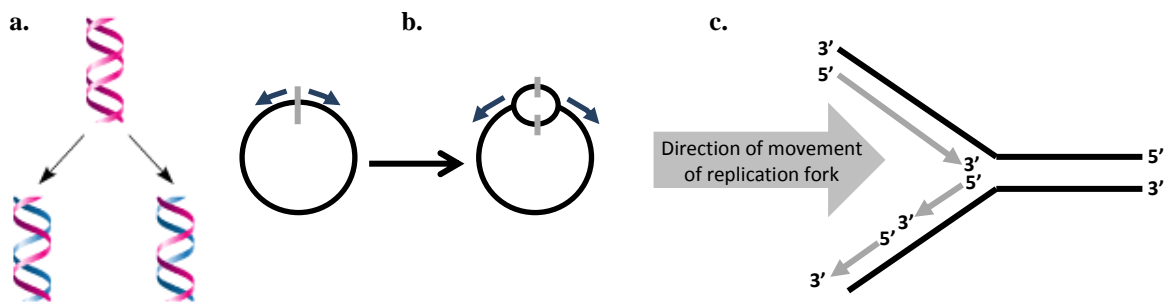 a.
b.
c.
3’
5’
Direction of movement
of replication fork
3’
5’
5’
3’
3’
5’
3’